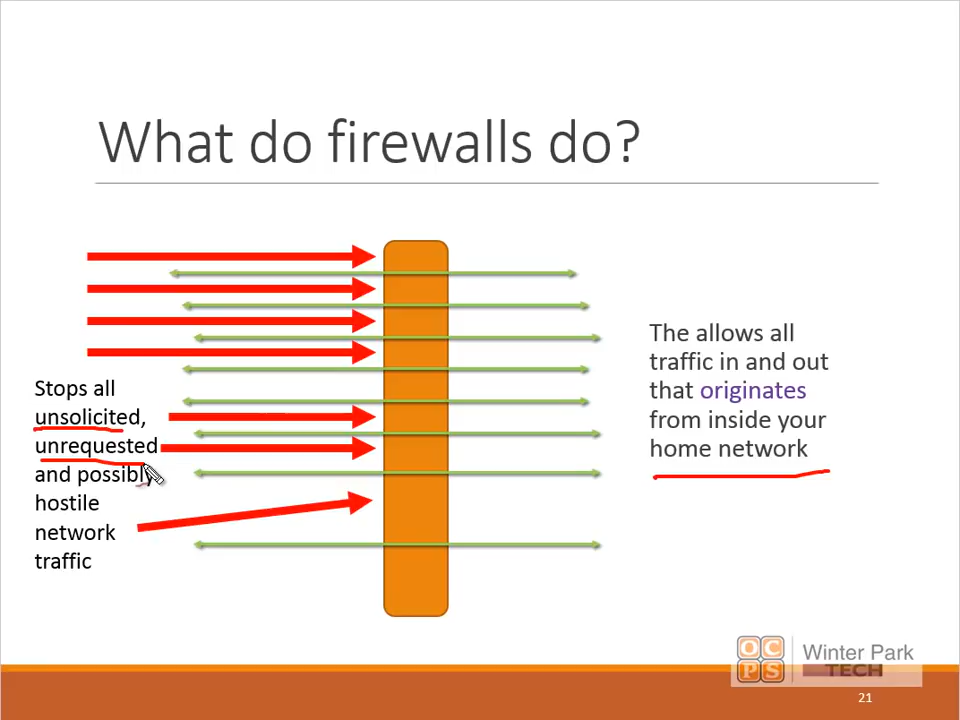 What do firewalls do?
Stops all
unsolicited,
unrequested
and possibly
hostile
network
traffic
The allows all
traffic in and out
that originates
from inside your
home network
OC
PS
Winter Park
TECH
21